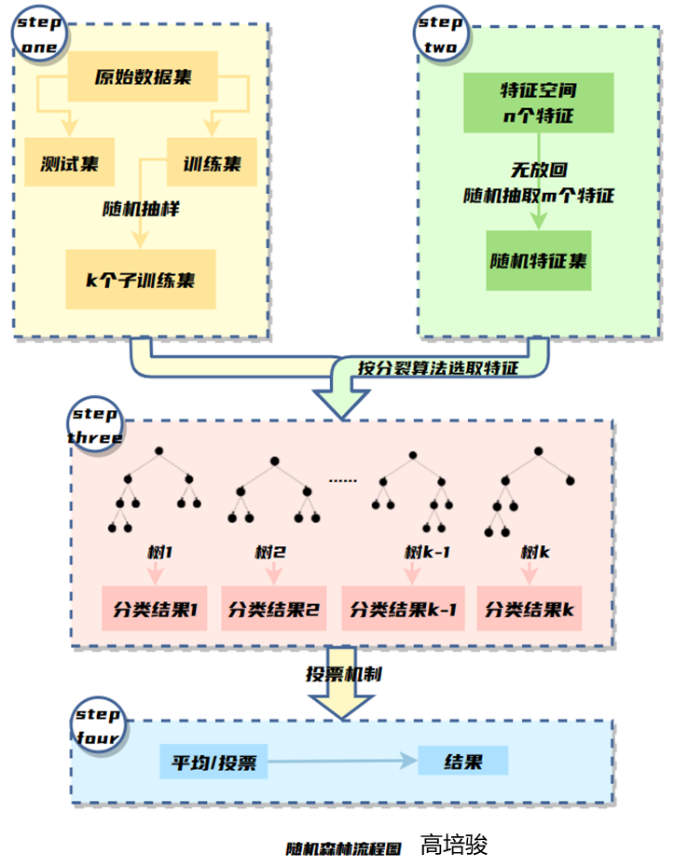 step
one
原始数据集
测试集
训练集
随机抽样
k个子训练集
step
two
特征空间
n个特征
无放回
随机抽取m个特征
随机特征集
按分裂算法选取特征
step
three
......
树1
树2
树k-1
树k
分类结果1
分类结果2
分类结果k-1
分类结果k
投票机制
step
four
平均/投票
结果
随机森林流程图 高培骏